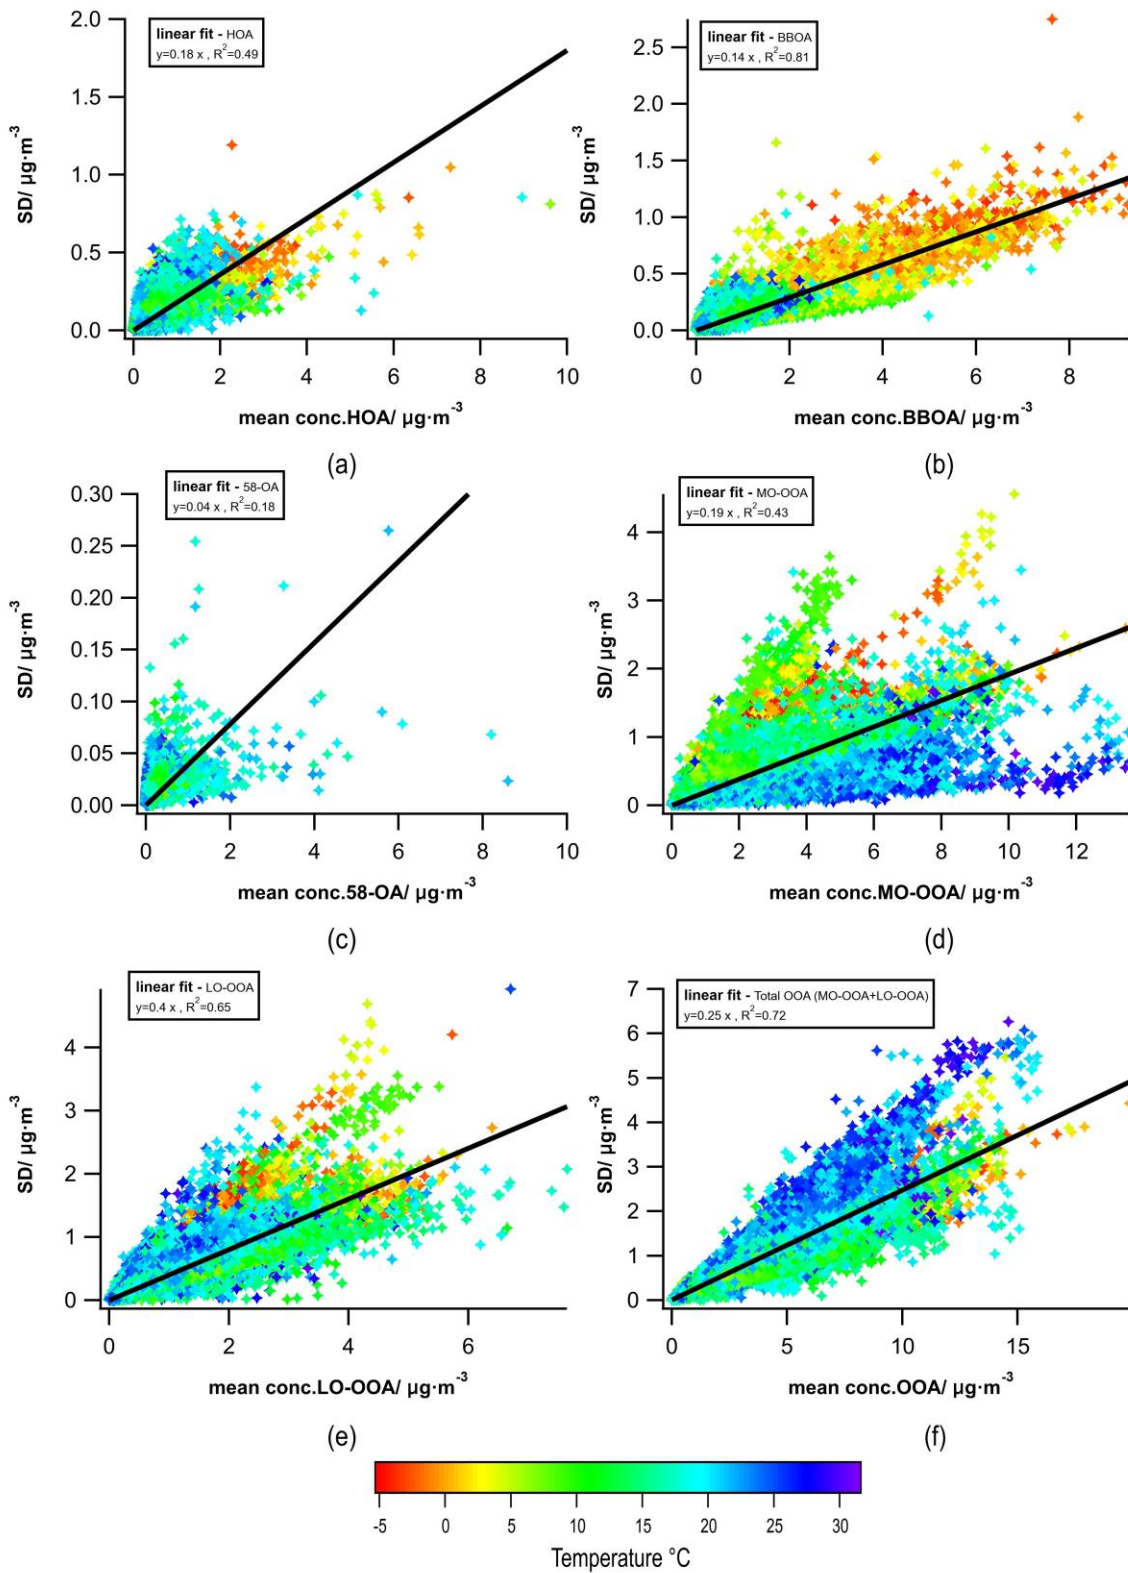 linear fit - HOA
y=0.18 x , R²=0.49
2.0
1.5
1.0
0.5
0.0
SD/ µg·m⁻³
0 2 4 6 8 10
mean conc.HOA/ µg·m⁻³
(a)
linear fit - BBOA
y=0.14 x , R²=0.81
2.5
2.0
1.5
1.0
0.5
0.0
SD/ µg·m⁻³
0 2 4 6 8
mean conc.BBOA/ µg·m⁻³
(b)
linear fit - 58-OA
y=0.04 x , R²=0.18
0.30
0.25
0.20
0.15
0.10
0.05
0.00
SD/ µg·m⁻³
0 2 4 6 8 10
mean conc.58-OA/ µg·m⁻³
(c)
linear fit - MO-OOA
y=0.19 x , R²=0.43
4
3
2
1
0
SD/ µg·m⁻³
0 2 4 6 8 10 12
mean conc.MO-OOA/ µg·m⁻³
(d)
linear fit - LO-OOA
y=0.4 x , R²=0.65
4
3
2
1
0
SD/ µg·m⁻³
0 2 4 6
mean conc.LO-OOA/ µg·m⁻³
(e)
linear fit - Total OOA (MO-OOA+LO-OOA)
y=0.25 x , R²=0.72
7
6
5
4
3
2
1
0
SD/ µg·m⁻³
0 5 10 15
mean conc.OOA/ µg·m⁻³
(f)
-5 0 5 10 15 20 25 30
Temperature °C